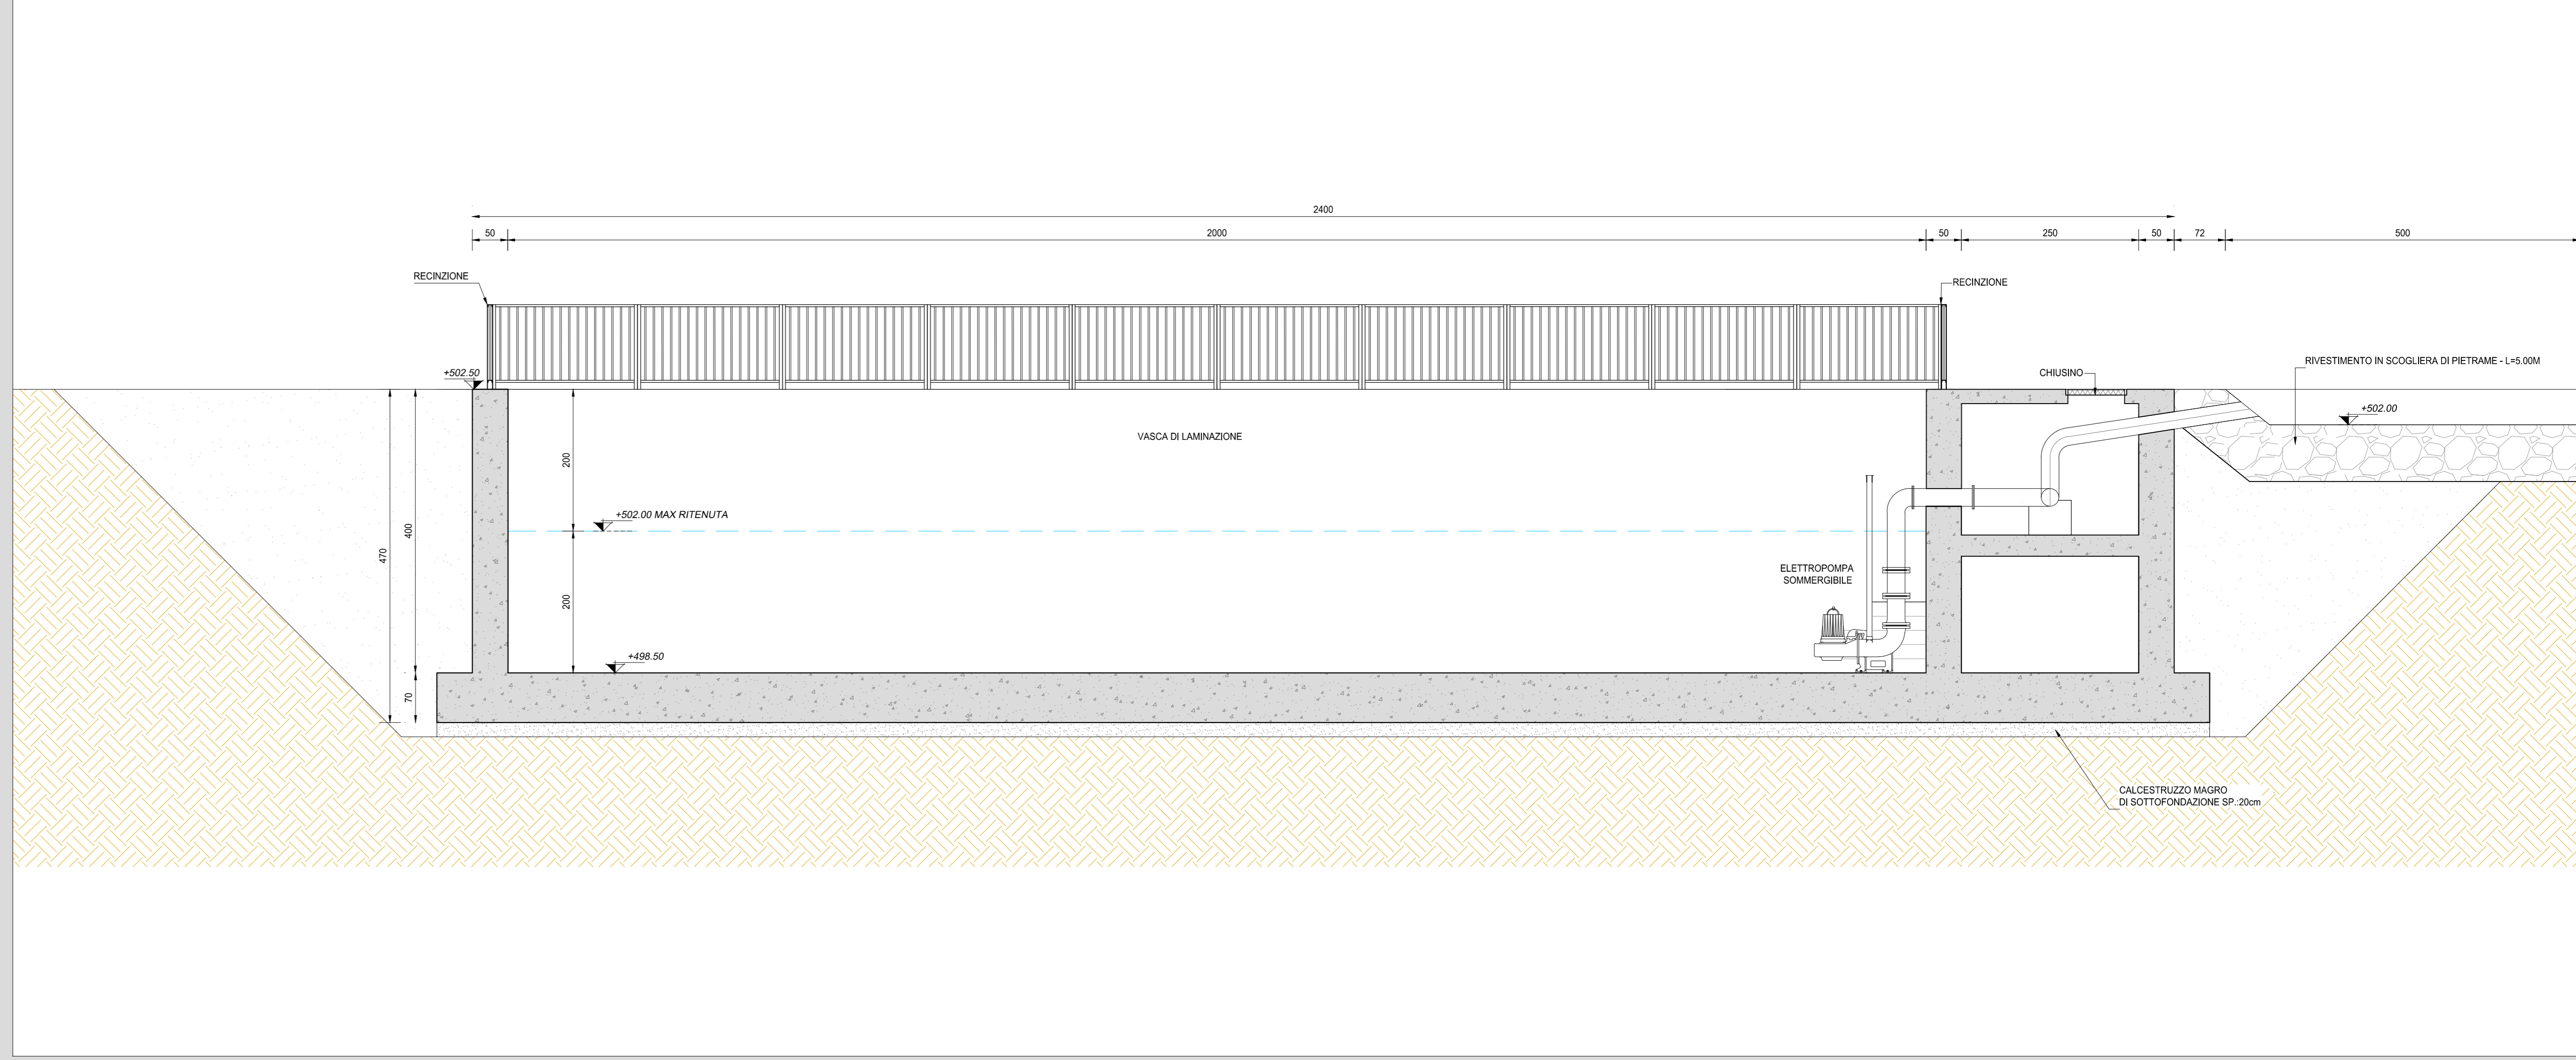 2400
50
2000
50
250
50
72
500
RECINZIONE
RECINZIONE
RIVESTIMENTO IN SCOGLIERA DI PIETRAME - L=5.00M
+502.50
CHIUSINO
+502.00
VASCA DI LAMINAZIONE
200
+502.00 MAX RITENUTA
400
470
ELETTROPOMPA
SOMMERGIBILE
200
+498.50
70
CALCESTRUZZO MAGRO
DI SOTTOFONDAZIONE SP.:20cm